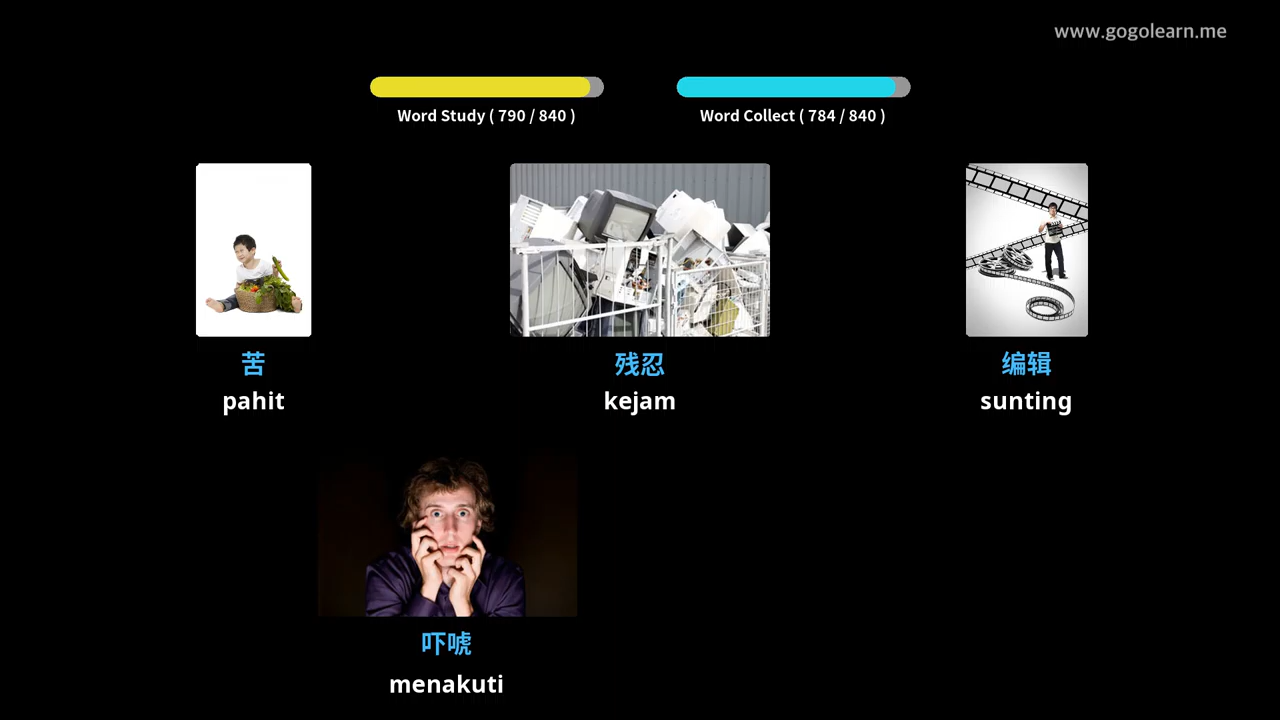 www.gogolearn.me
Word Study ( 790 / 840 )
Word Collect ( 784 / 840 )
苦
pahit
残忍
kejam
编辑
sunting
吓唬
menakuti